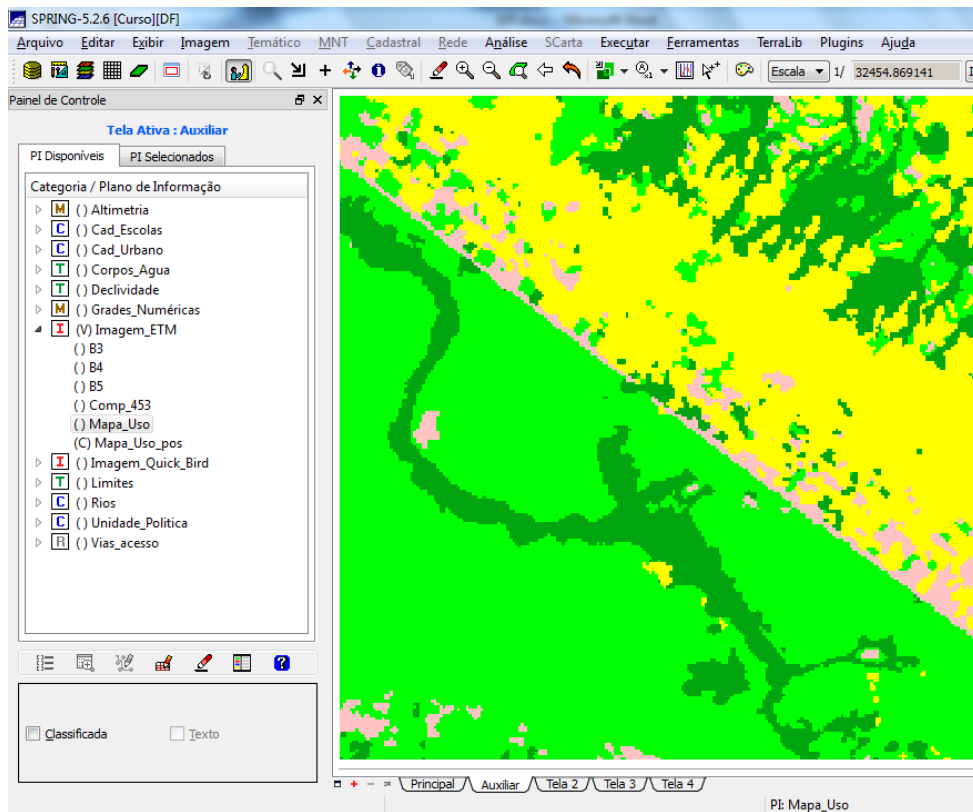 SPRING-5.2.6 [Curso][DF]
Arquivo Editar Exibir Imagem Temático MNT Cadastral Rede Análise SCarta Executar Ferramentas TerraLib Plugins Ajuda
Escala 1/ 32454.869141
Painel de Controle
Tela Ativa : Auxiliar
PI Disponíveis PI Selecionados
Categoria / Plano de Informação
M () Altimetria
C () Cad_Escolas
C () Cad_Urbano
T () Corpos_Agua
T () Declividade
M () Grades_Numéricas
I (V) Imagem_ETM
() B3
() B4
() B5
() Comp_453
() Mapa_Uso
(C) Mapa_Uso_pos
I () Imagem_Quick_Bird
T () Limites
C () Rios
C () Unidade_Politica
R () Vias_acesso
Classificada Texto
Principal Auxiliar Tela 2 Tela 3 Tela 4
PI: Mapa_Uso